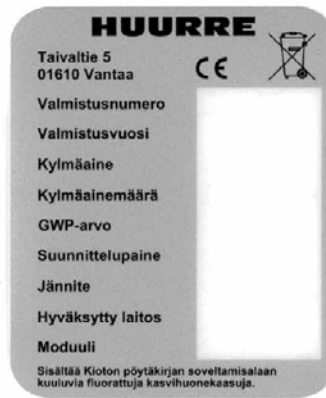 HUURRE
Taivaltie 5
01610 Vantaa
CE
Valmistusnumero
Valmistusvuosi
Kylmäaine
Kylmäainemäärä
GWP-arvo
Suunnittelupaine
Jännite
Hyväksytty laitos
Moduuli
Sisältää Kioton pöytäkirjan soveltamisalaan
kuuluvia fluorattuja kasvihuonekaasuja.